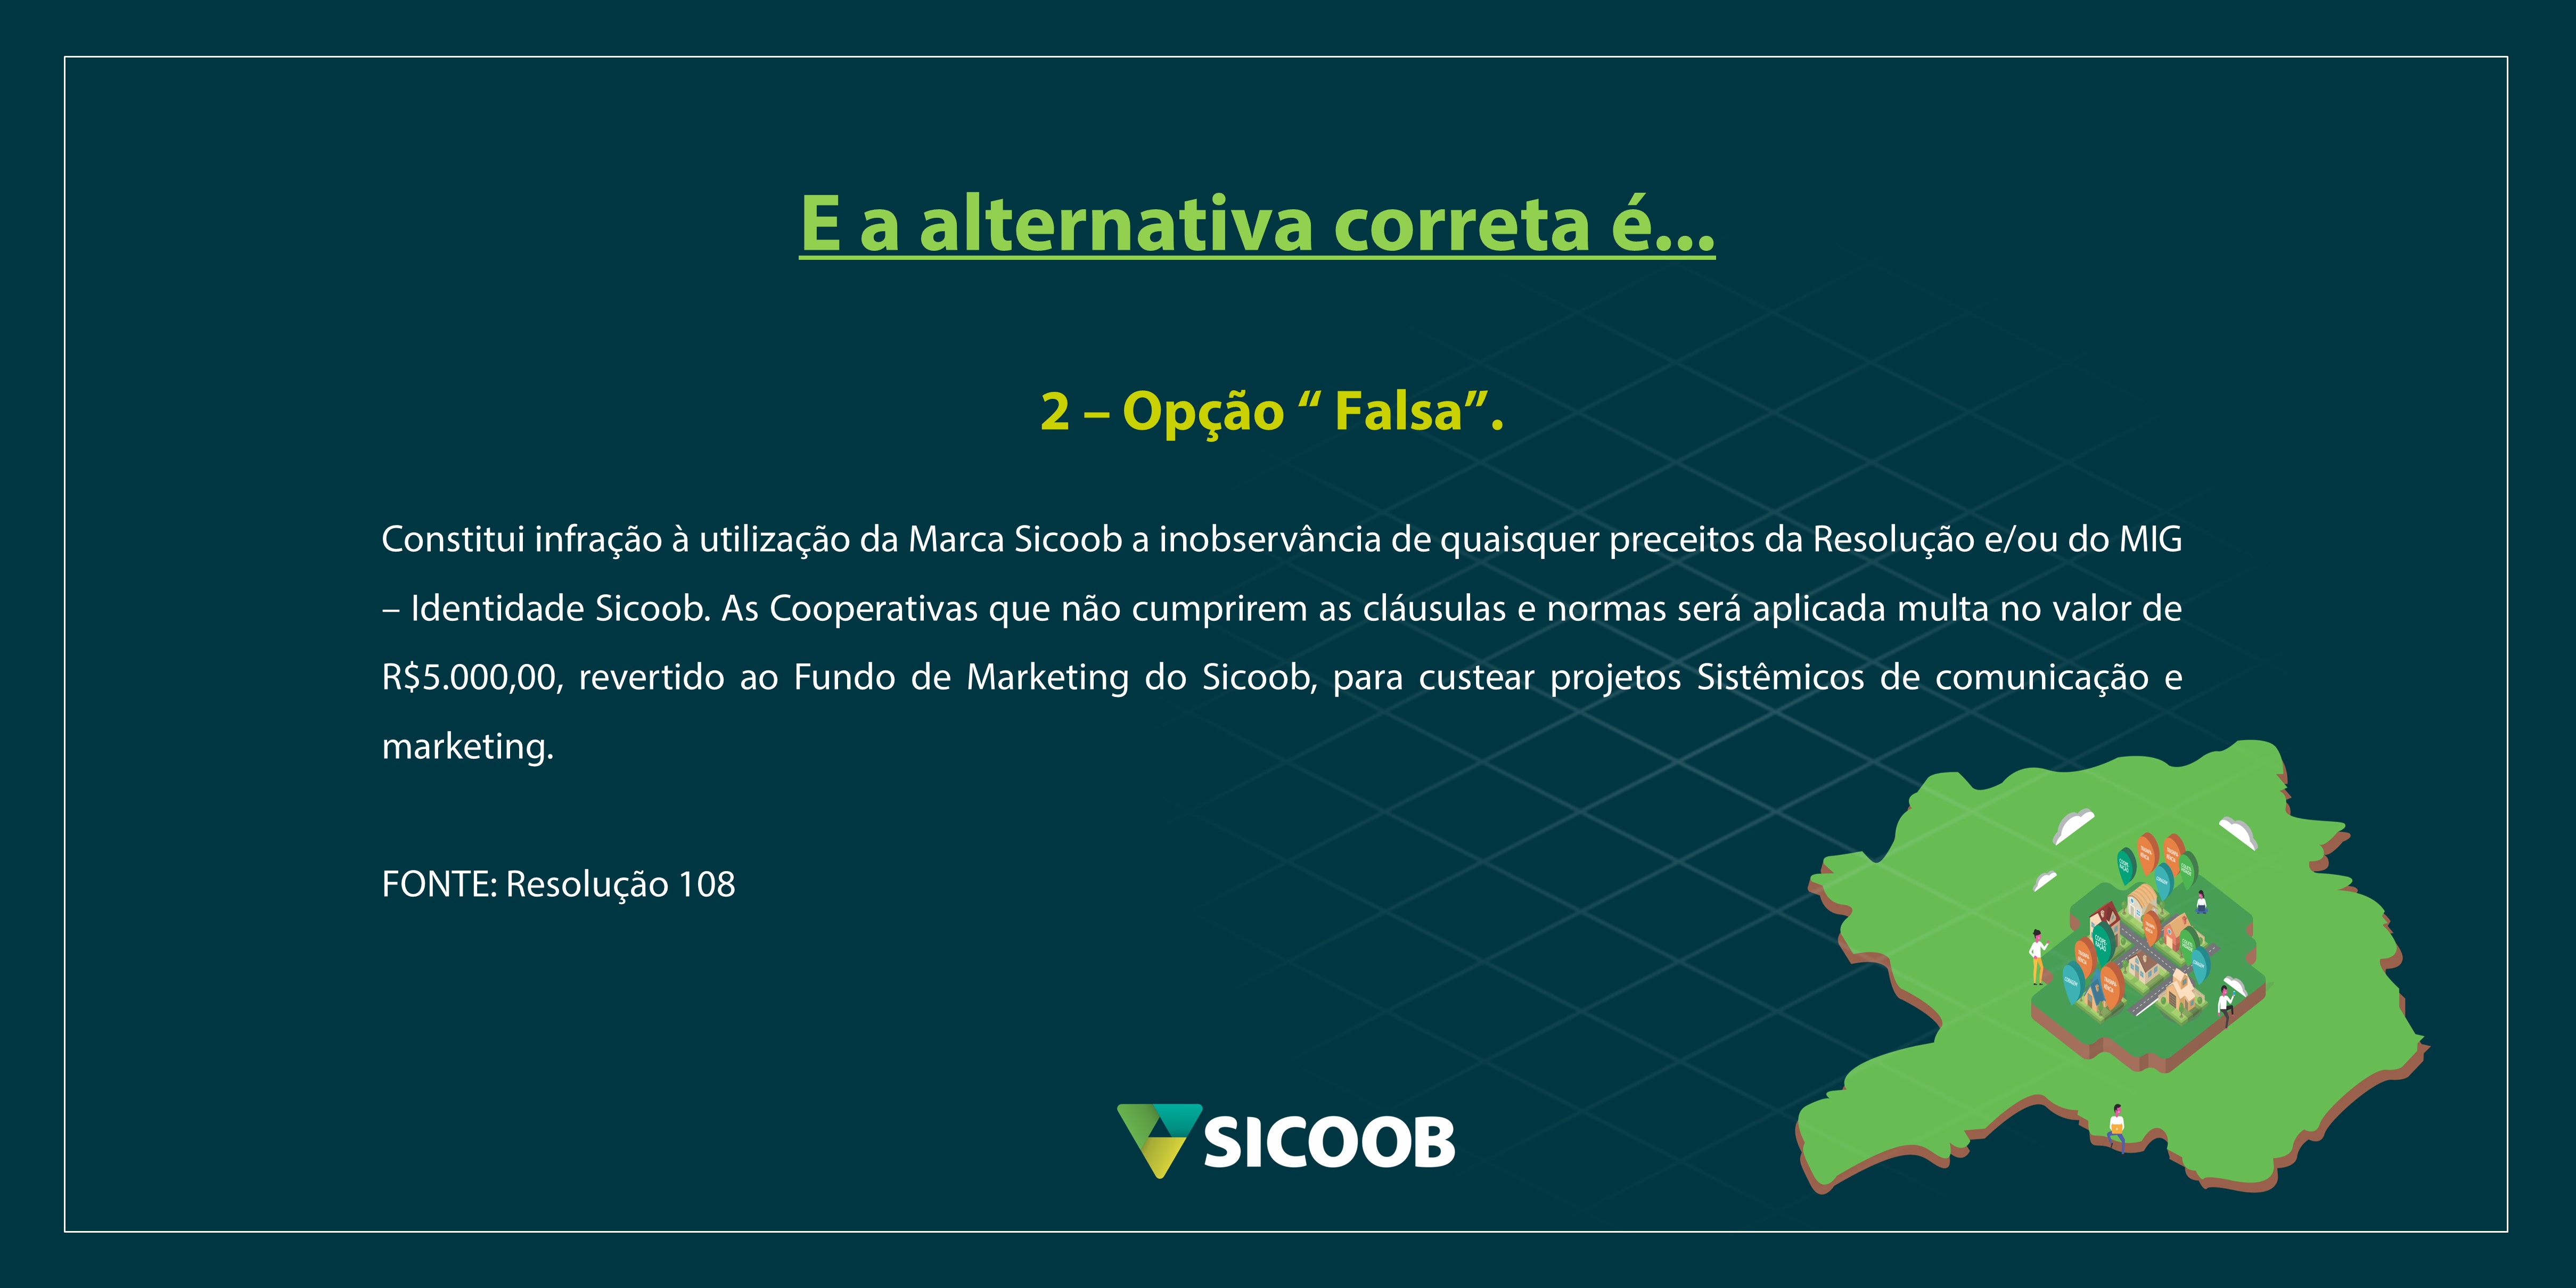 E a alternativa correta é...
2 – Opção “ Falsa”.
Constitui infração à utilização da Marca Sicoob a inobservância de quaisquer preceitos da Resolução e/ou do MIG
– Identidade Sicoob. As Cooperativas que não cumprirem as cláusulas e normas será aplicada multa no valor de
R$5.000,00, revertido ao Fundo de Marketing do Sicoob, para custear projetos Sistêmicos de comunicação e
marketing.
FONTE: Resolução 108
SICOOB